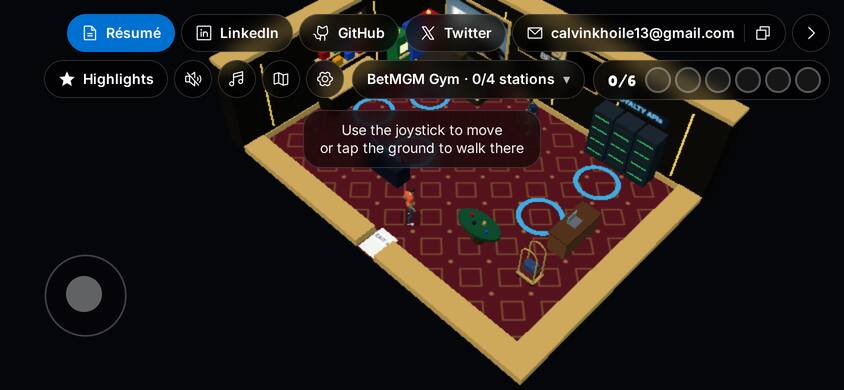 Résumé
LinkedIn
GitHub
Twitter
calvinkhoile13@gmail.com
Highlights
BetMGM Gym · 0/4 stations ▾
0/6
Use the joystick to move
or tap the ground to walk there
EXIT